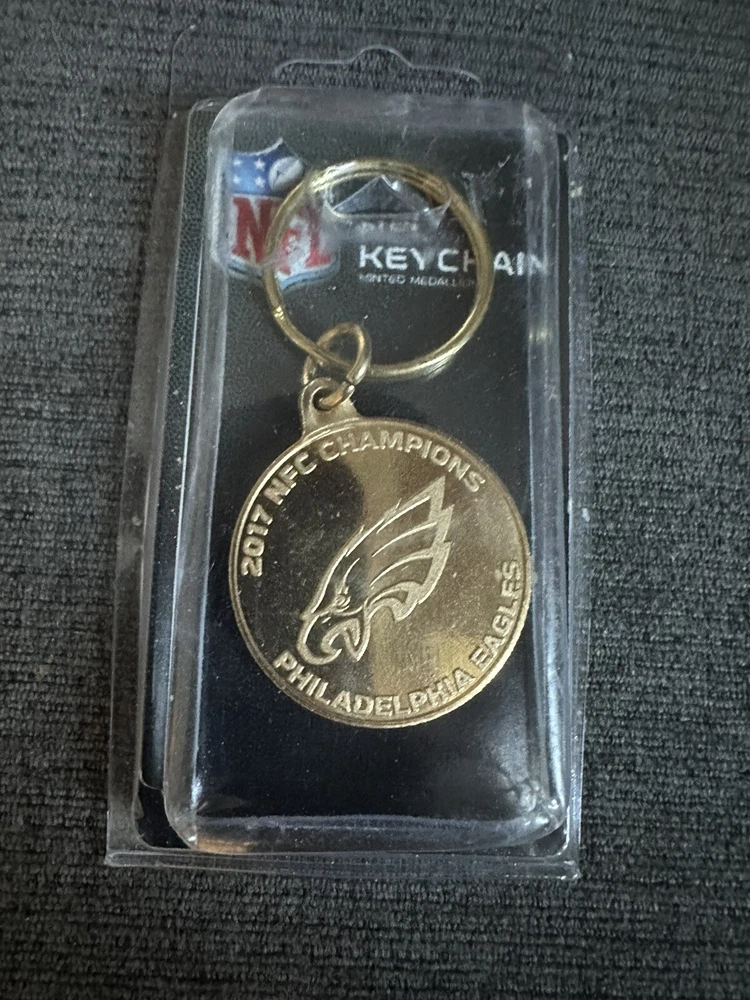 NFL
KEYCHAIN
MINTED MEDALLION
2017 NFC CHAMPIONS
PHILADELPHIA EAGLES